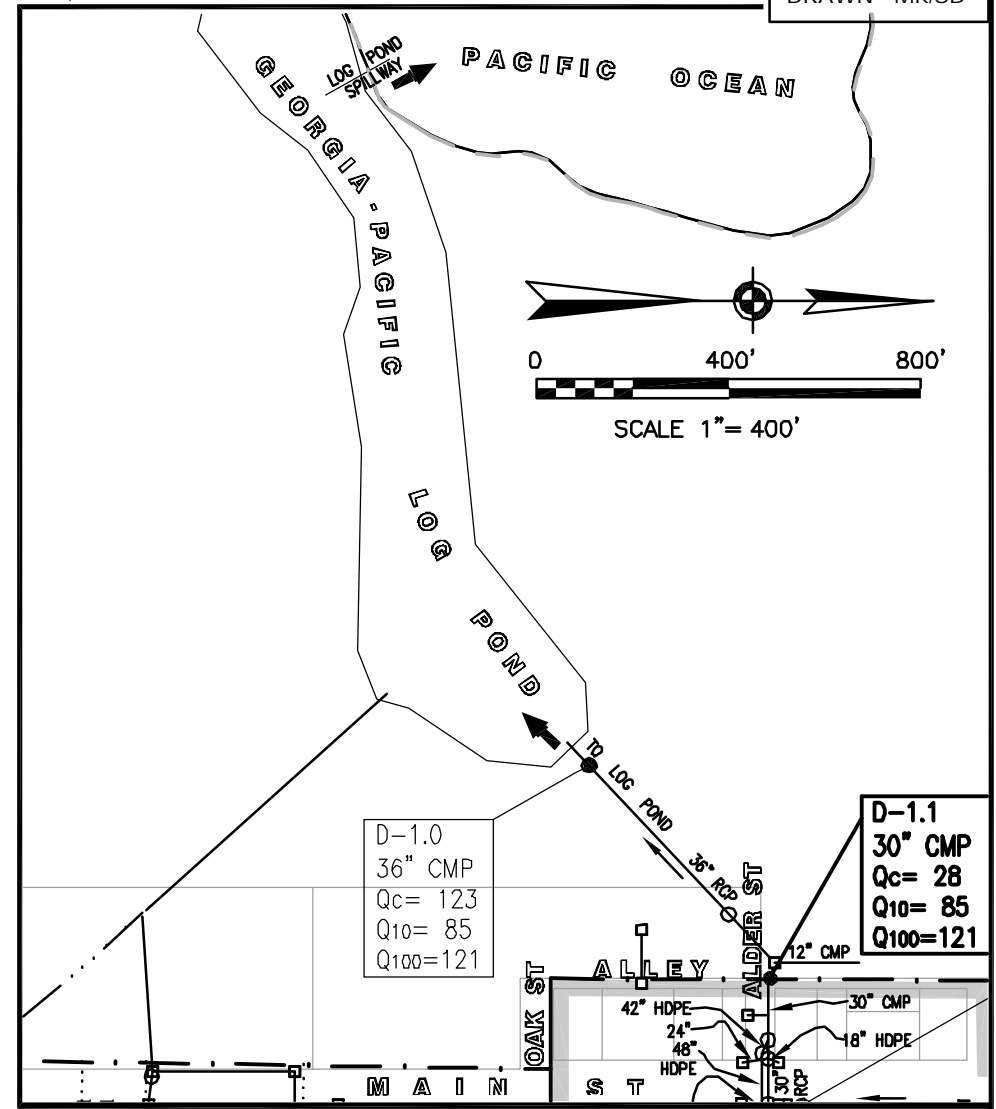 PACIFIC OCEAN
LOG POND
SPILLWAY
GEORGIA-PACIFIC
LOG POND
0 400' 800'
SCALE 1"= 400'
TO LOG POND
36" RCP
D-1.0
36" CMP
Qc= 123
Q10= 85
Q100=121
D-1.1
30" CMP
Qc= 28
Q10= 85
Q100=121
ALDER ST
12" CMP
OAK ST
ALLEY
42" HDPE
30" CMP
24"
18" HDPE
48"
HDPE
30"
RCP
MAIN ST